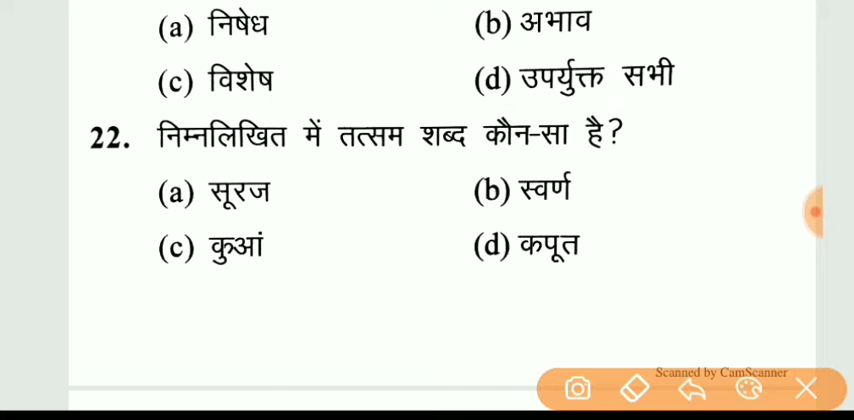 (a) निषेध (b) अभाव
(c) विशेष (d) उपर्युक्त सभी
22. निम्नलिखित में तत्सम शब्द कौन-सा है?
(a) सूरज (b) स्वर्ण
(c) कुआं (d) कपूत
Scanned by CamScanner